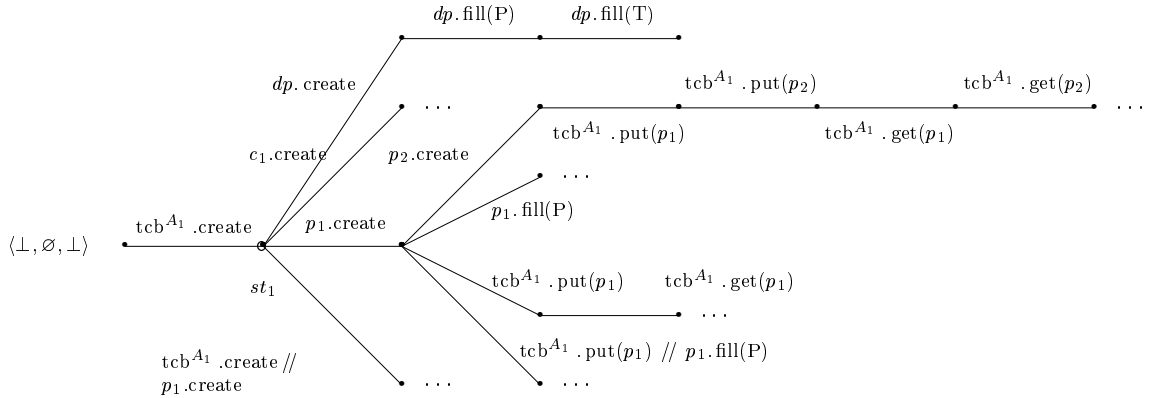 dp.fill(P)
dp.fill(T)
dp.create
tcb^{A_1}.put(p_2)
tcb^{A_1}.get(p_2)
...
...
c_1.create
p_2.create
tcb^{A_1}.put(p_1)
tcb^{A_1}.get(p_1)
...
p_1.fill(P)
⟨⊥, ∅, ⊥⟩
tcb^{A_1}.create
p_1.create
st_1
tcb^{A_1}.put(p_1)
tcb^{A_1}.get(p_1)
...
tcb^{A_1}.put(p_1) // p_1.fill(P)
tcb^{A_1}.create //
p_1.create
...
...